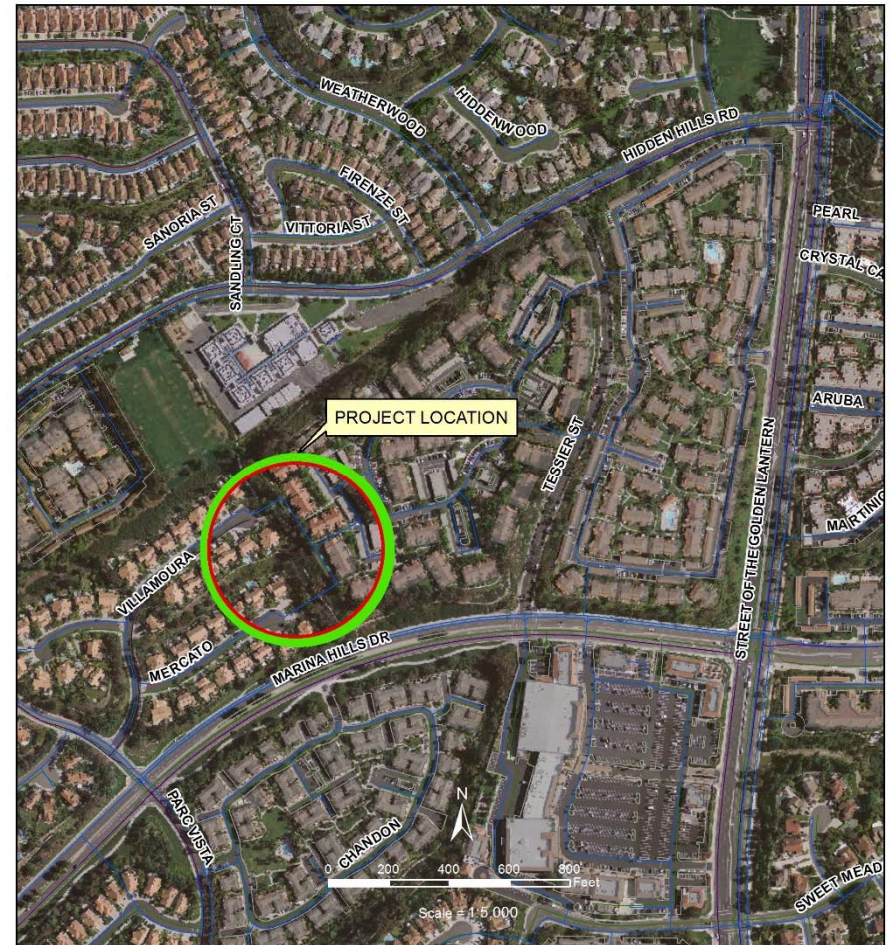 WEATHERWOOD
HIDDENWOOD
HIDDEN HILLS RD
FIRENZE ST
SANORIA ST
VITTORIA ST
PEARL
SANDLING CT
CRYSTAL CA
PROJECT LOCATION
ARUBA
TESSIER ST
MARTINIQ
STREET OF THE GOLDEN LANTERN
VILLAMOURA
MERCATO
MARINA HILLS DR
PARC VISTA
CHANDON
N
0 200 400 600 800
Feet
Scale = 1:5,000
SWEET MEAD